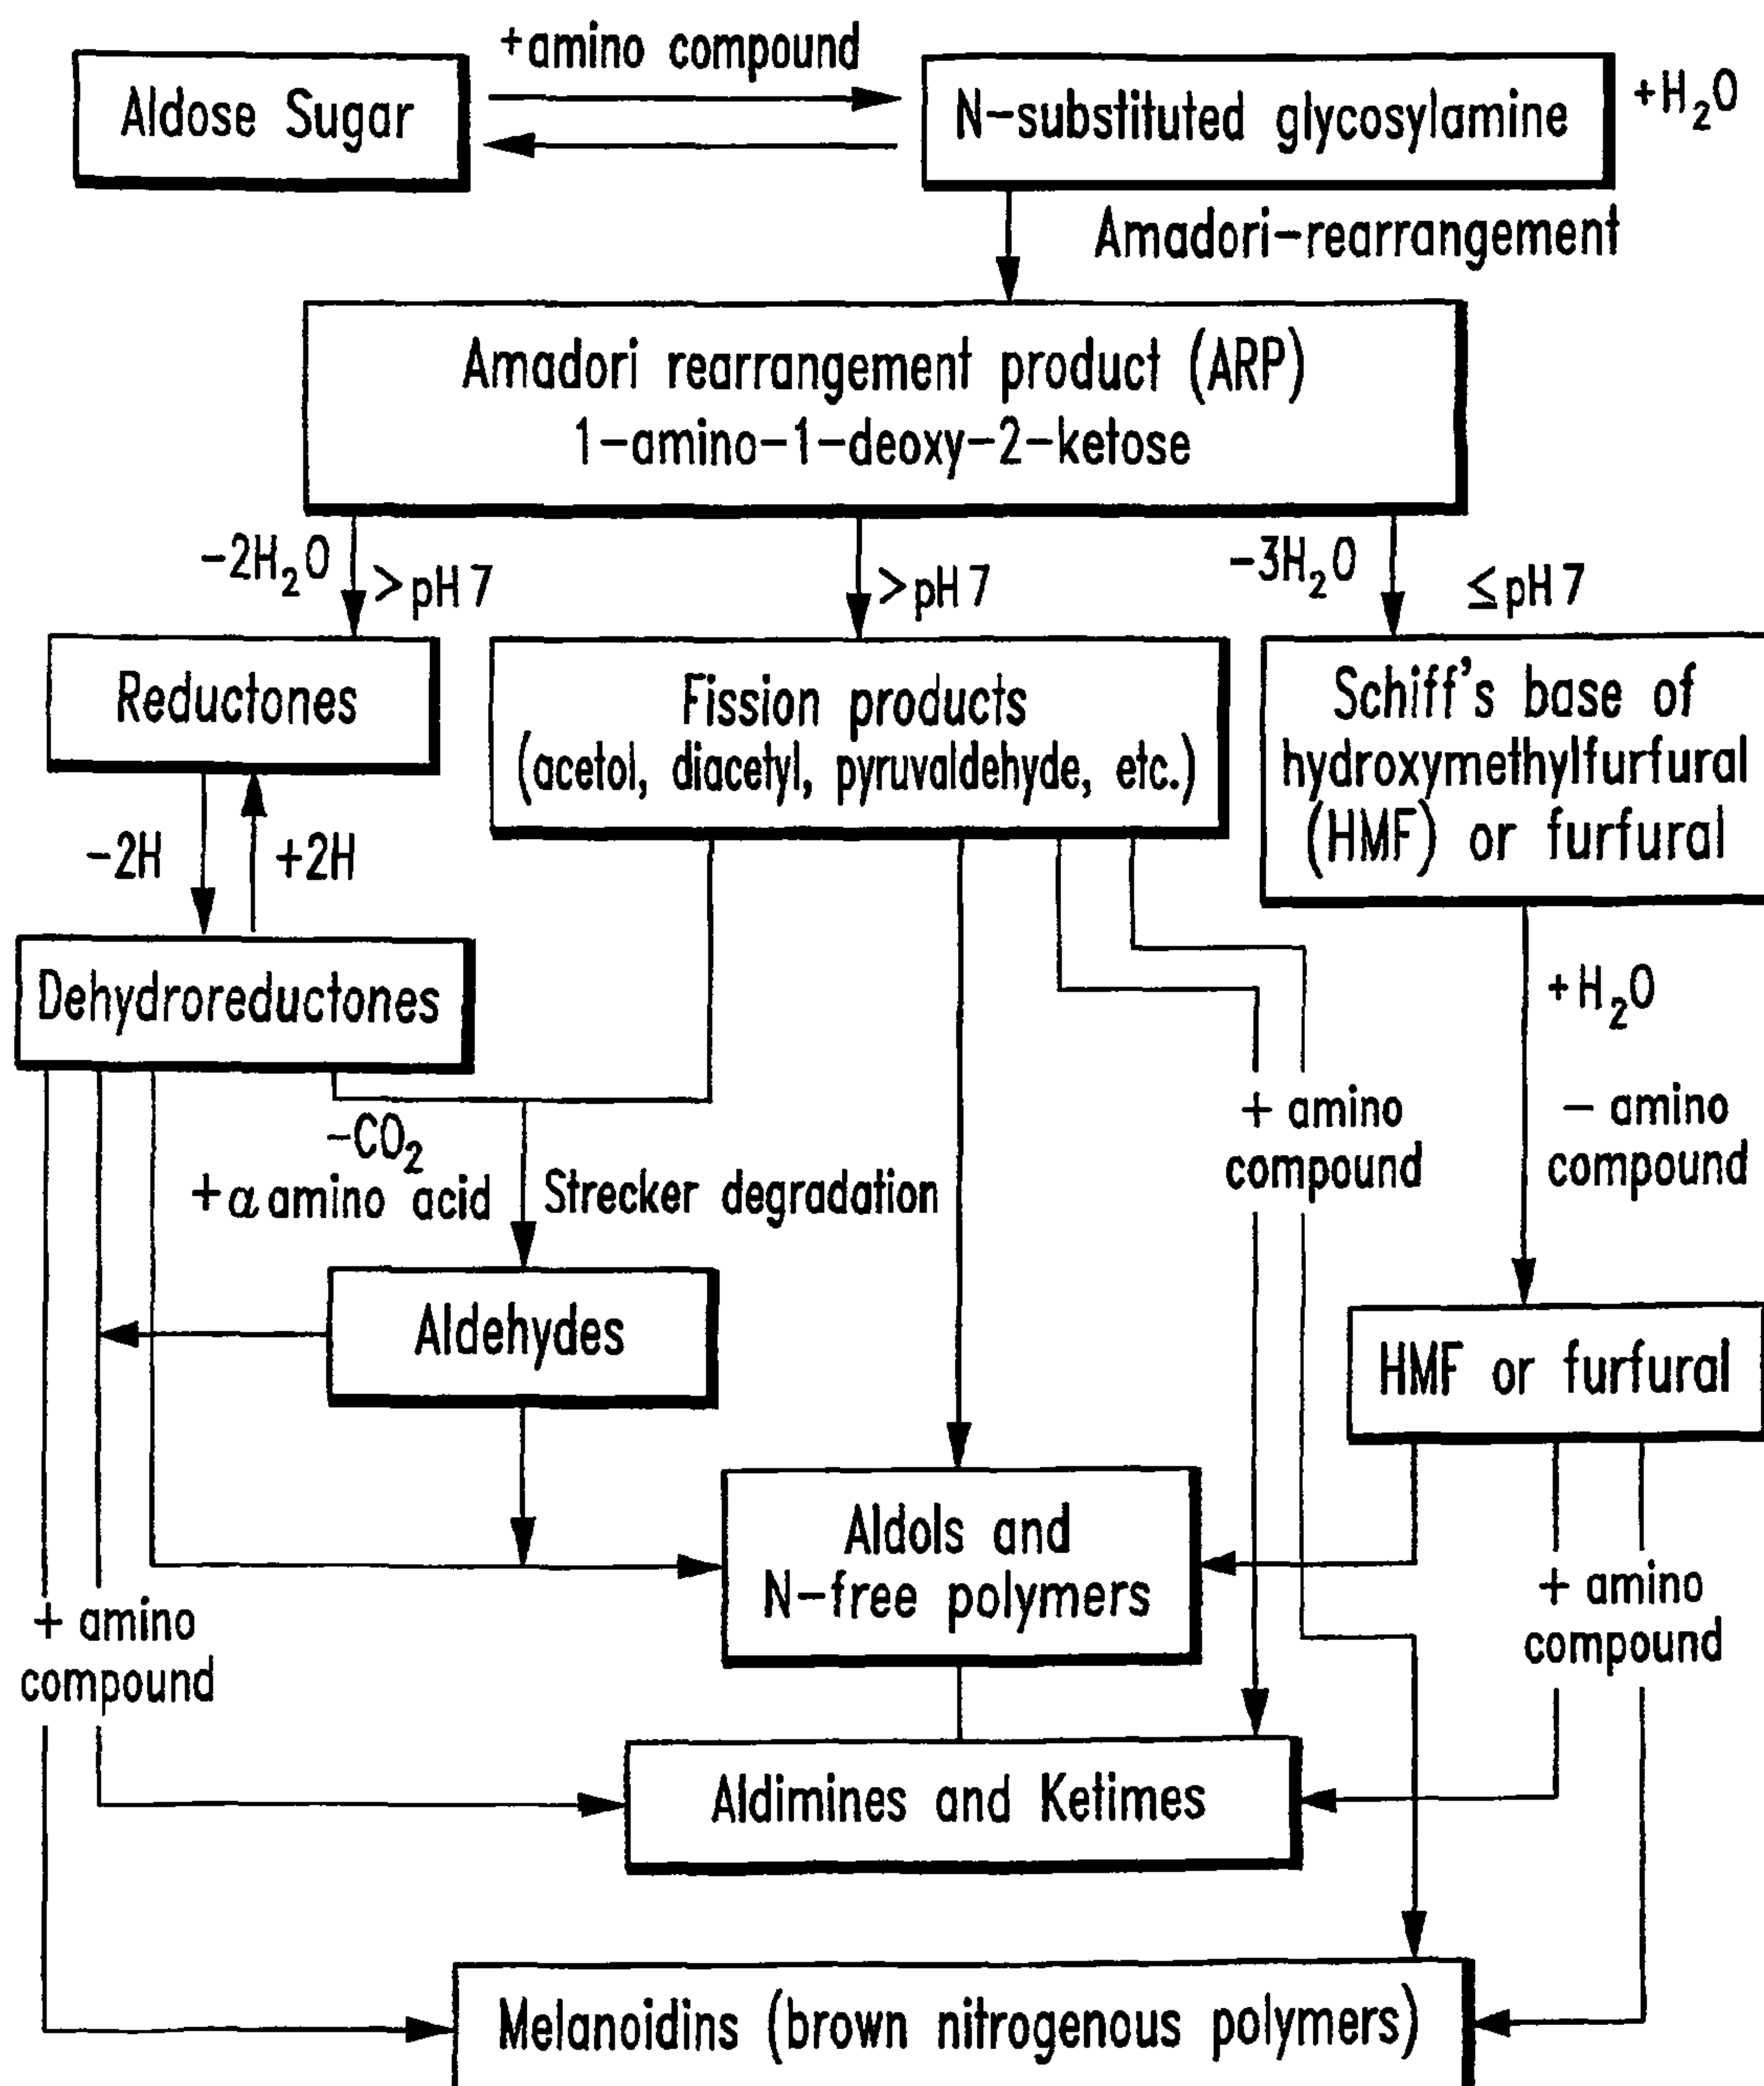 +amino compound
Aldose Sugar
N-substituted glycosylamine
+H₂O
Amadori-rearrangement
Amadori rearrangement product (ARP)
1-amino-1-deoxy-2-ketose
-2H₂O
>pH 7
>pH 7
-3H₂O
≤pH 7
Reductones
Fission products
(acetol, diacetyl, pyruvaldehyde, etc.)
Schiff's base of
hydroxymethylfurfural
(HMF) or furfural
-2H
+2H
Dehydroreductones
+H₂O
-CO₂
+α amino acid
Strecker degradation
+ amino
compound
- amino
compound
Aldehydes
HMF or furfural
Aldols and
N-free polymers
+ amino
compound
+ amino
compound
Aldimines and Ketimes
Melanoidins (brown nitrogenous polymers)